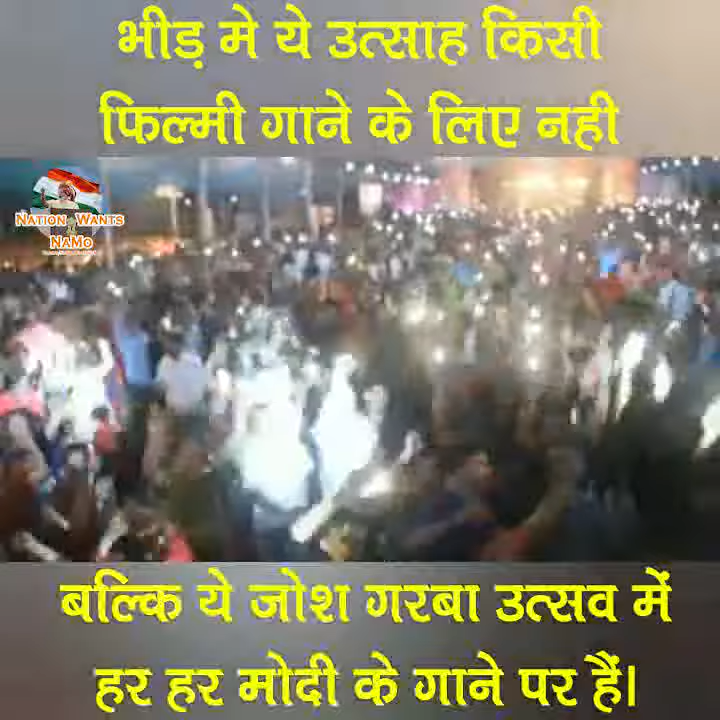 भीड़ मे ये उत्साह किसी
फिल्मी गाने के लिए नही
NATION WANTS
NAMO
बल्कि ये जोश गरबा उत्सव में
हर हर मोदी के गाने पर हैं।